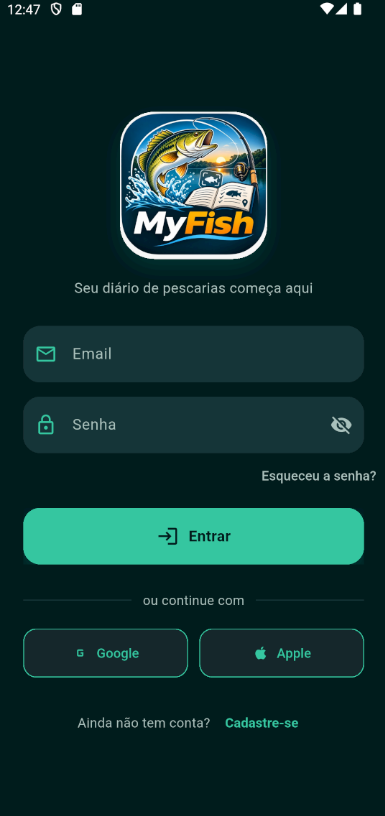 12:47
MyFish
Seu diário de pescarias começa aqui
Email
Senha
Esqueceu a senha?
Entrar
ou continue com
G Google
Apple
Ainda não tem conta? Cadastre-se